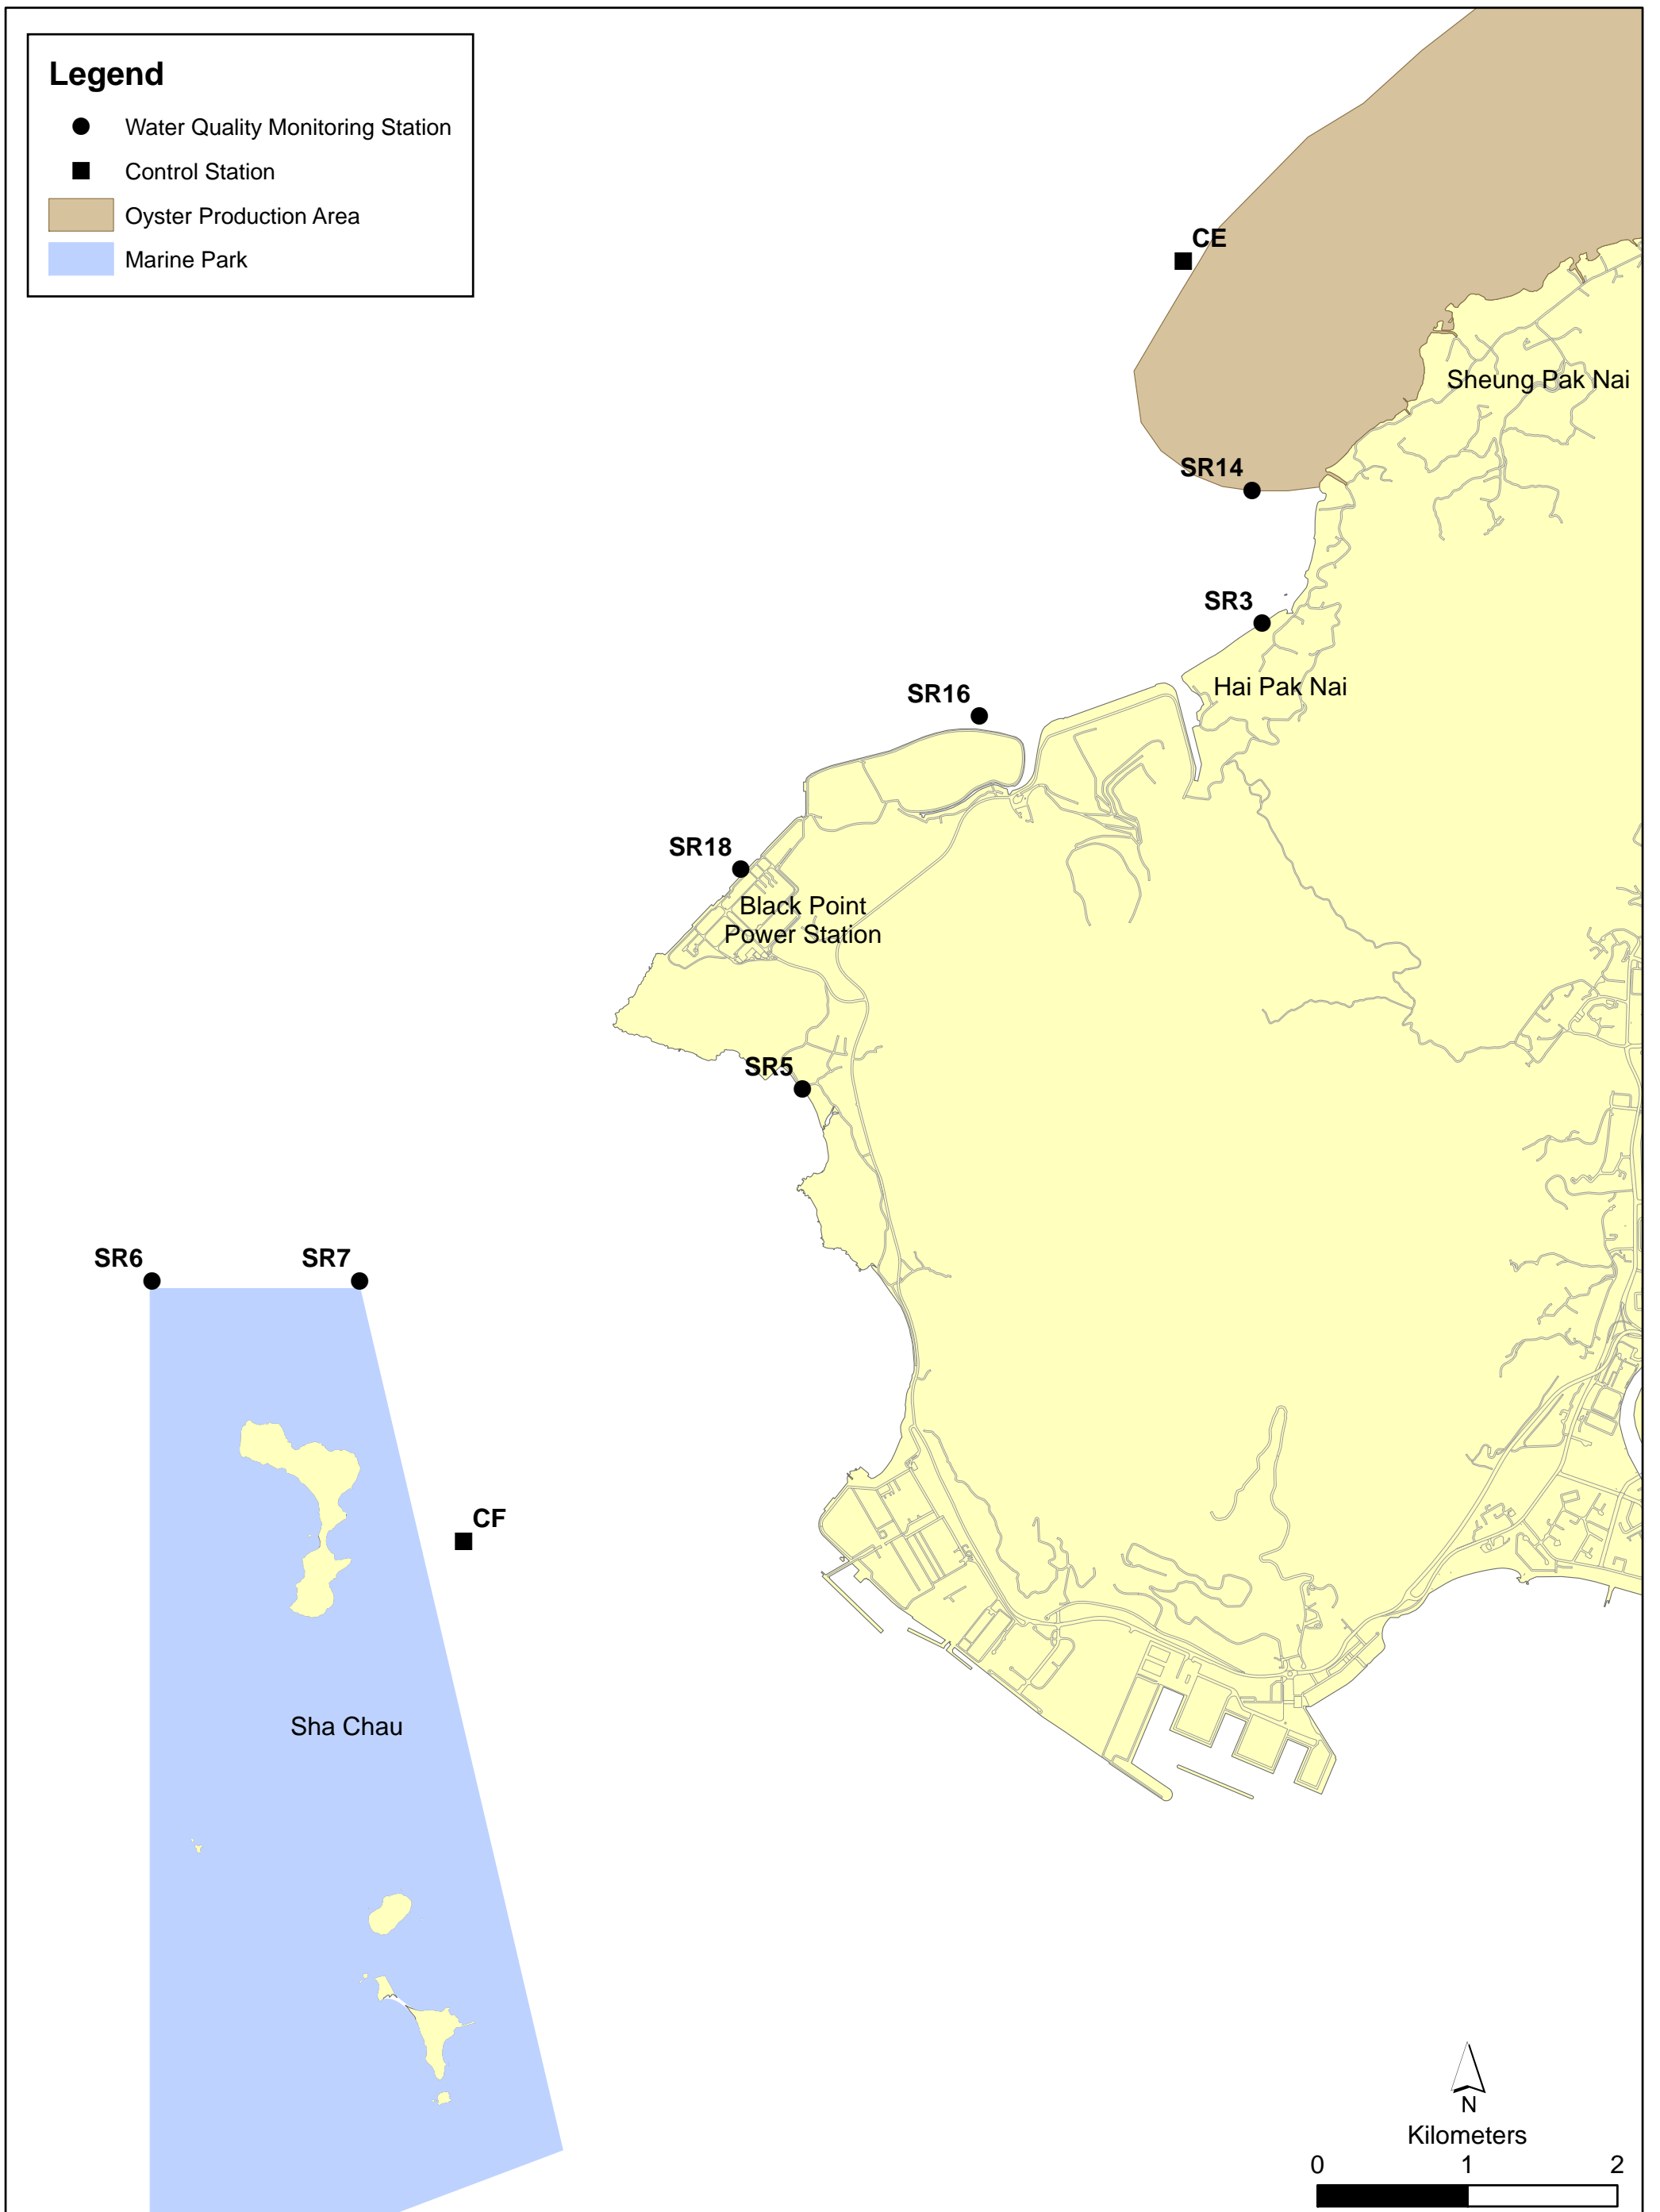 Legend
Water Quality Monitoring Station
Control Station
Oyster Production Area
Marine Park
CE
Sheung Pak Nai
SR14
SR3
Hai Pak Nai
SR16
SR18
Black Point
Power Station
SR5
SR6
SR7
CF
Sha Chau
N
Kilometers
0 1 2